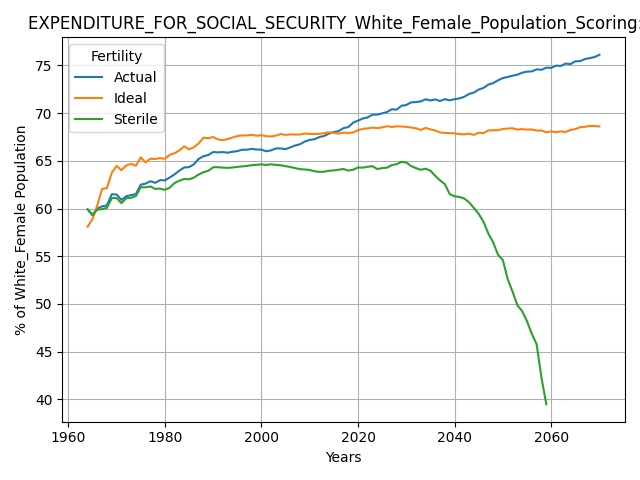 EXPENDITURE_FOR_SOCIAL_SECURITY_White_Female_Population_Scoring:
Fertility
Actual
Ideal
Sterile
% of White_Female Population
75
70
65
60
55
50
45
40
1960
1980
2000
2020
2040
2060
Years